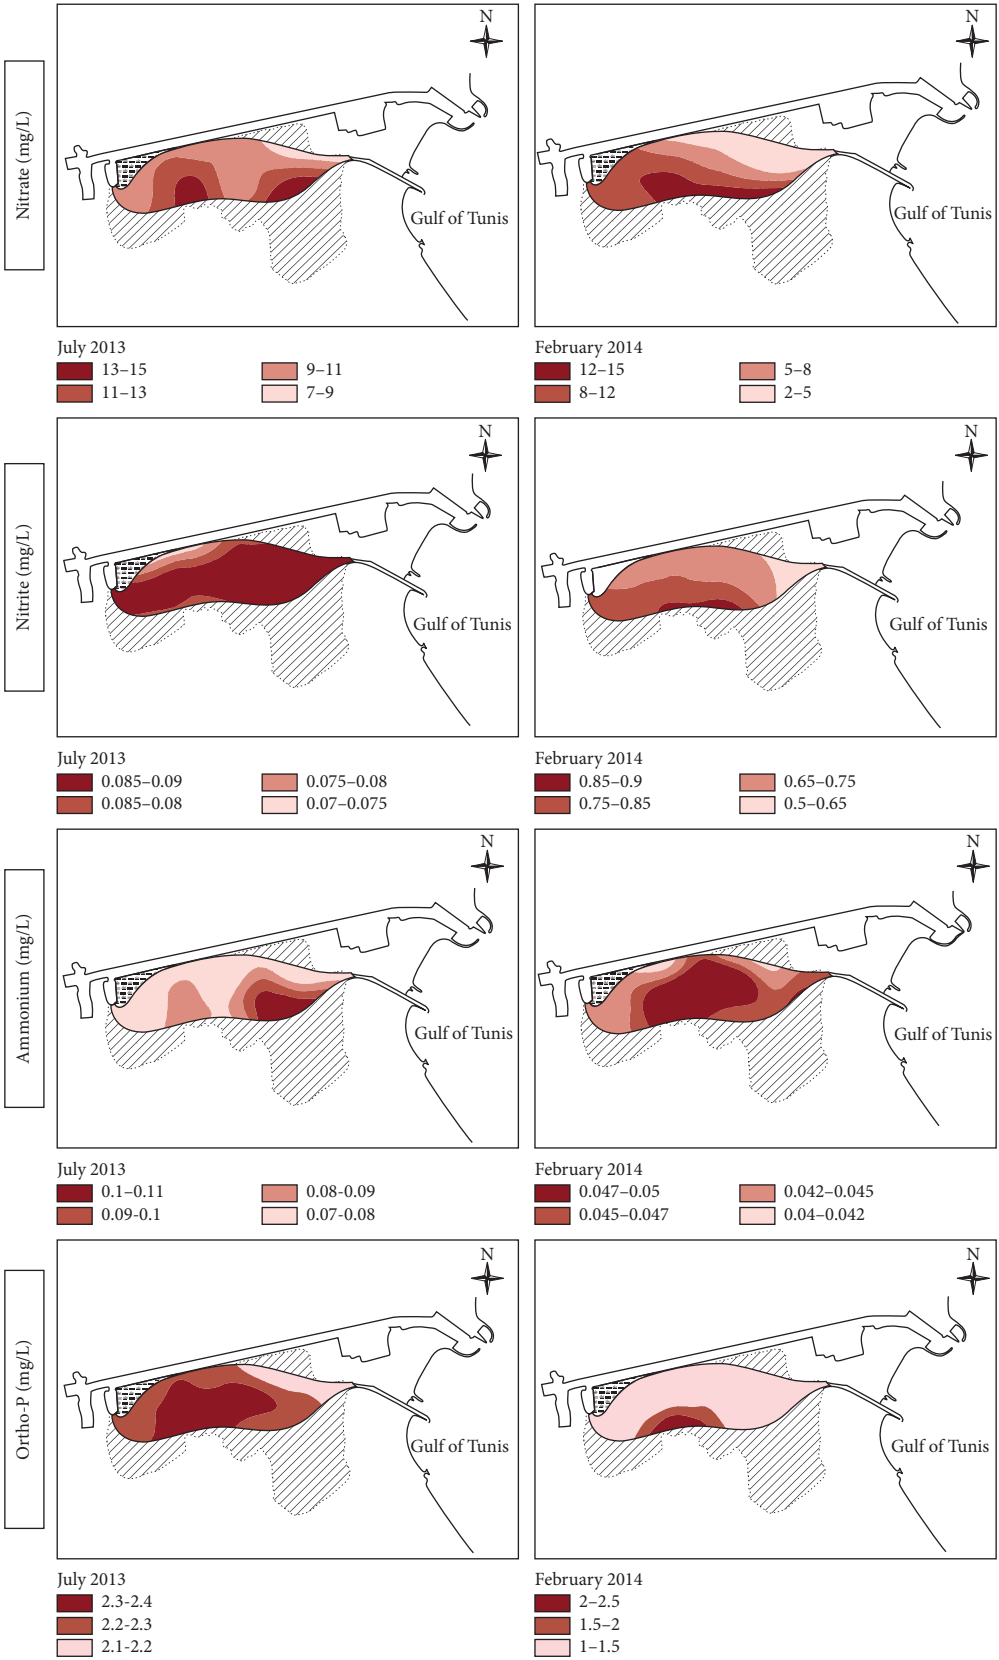 Nitrate (mg/L)
N
Gulf of Tunis
July 2013
13–15
9–11
11–13
7–9
N
Gulf of Tunis
February 2014
12–15
5–8
8–12
2–5
Nitrite (mg/L)
N
Gulf of Tunis
July 2013
0.085–0.09
0.075–0.08
0.085–0.08
0.07–0.075
N
Gulf of Tunis
February 2014
0.85–0.9
0.65–0.75
0.75–0.85
0.5–0.65
Ammonium (mg/L)
N
Gulf of Tunis
July 2013
0.1–0.11
0.08-0.09
0.09-0.1
0.07-0.08
N
Gulf of Tunis
February 2014
0.047–0.05
0.042–0.045
0.045–0.047
0.04–0.042
Ortho-P (mg/L)
N
Gulf of Tunis
July 2013
2.3-2.4
2.2-2.3
2.1-2.2
N
Gulf of Tunis
February 2014
2–2.5
1.5–2
1–1.5